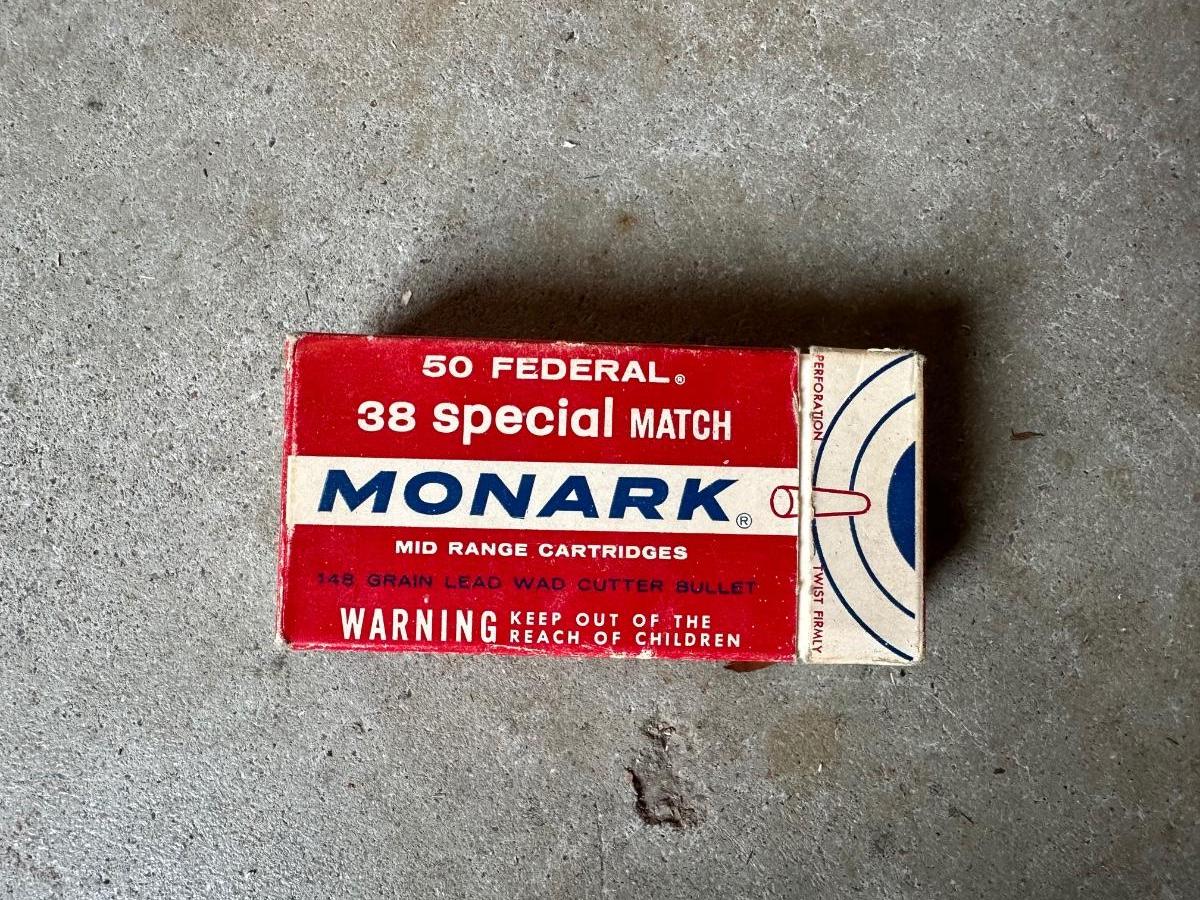 50 FEDERAL®
38 special MATCH
MONARK®
MID RANGE CARTRIDGES
148 GRAIN LEAD WAD CUTTER BULLET
WARNING KEEP OUT OF THE
REACH OF CHILDREN
PERFORATION
TWIST FIRMLY